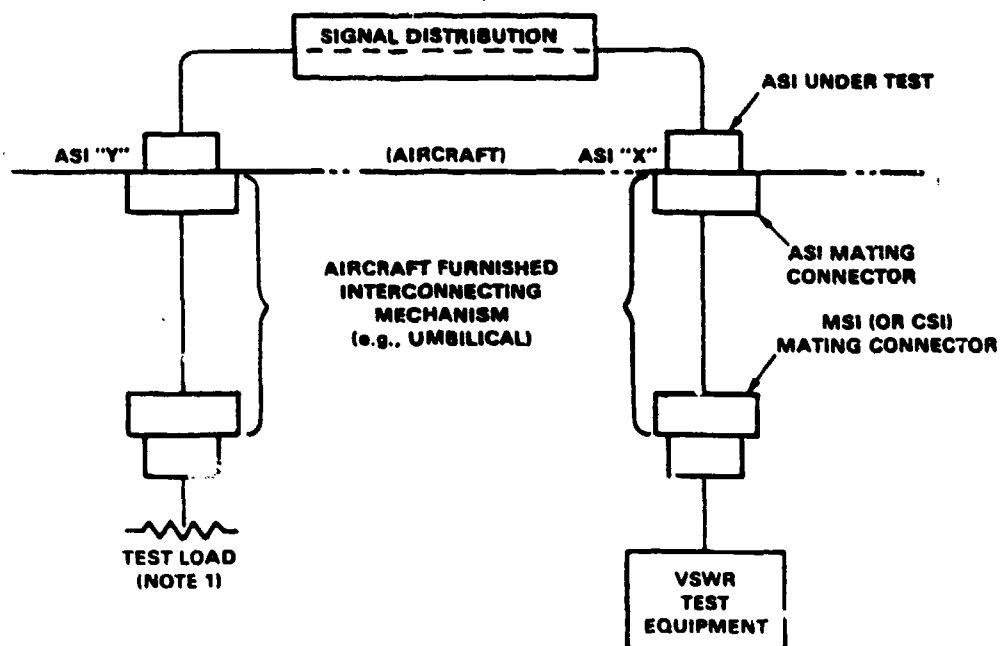 SIGNAL DISTRIBUTION
ASI UNDER TEST
ASI "Y"
(AIRCRAFT)
ASI "X"
ASI MATING
CONNECTOR
AIRCRAFT FURNISHED
INTERCONNECTING
MECHANISM
(e.g., UMBILICAL)
MSI (OR CSI)
MATING CONNECTOR
TEST LOAD
(NOTE 1)
VSWR
TEST
EQUIPMENT